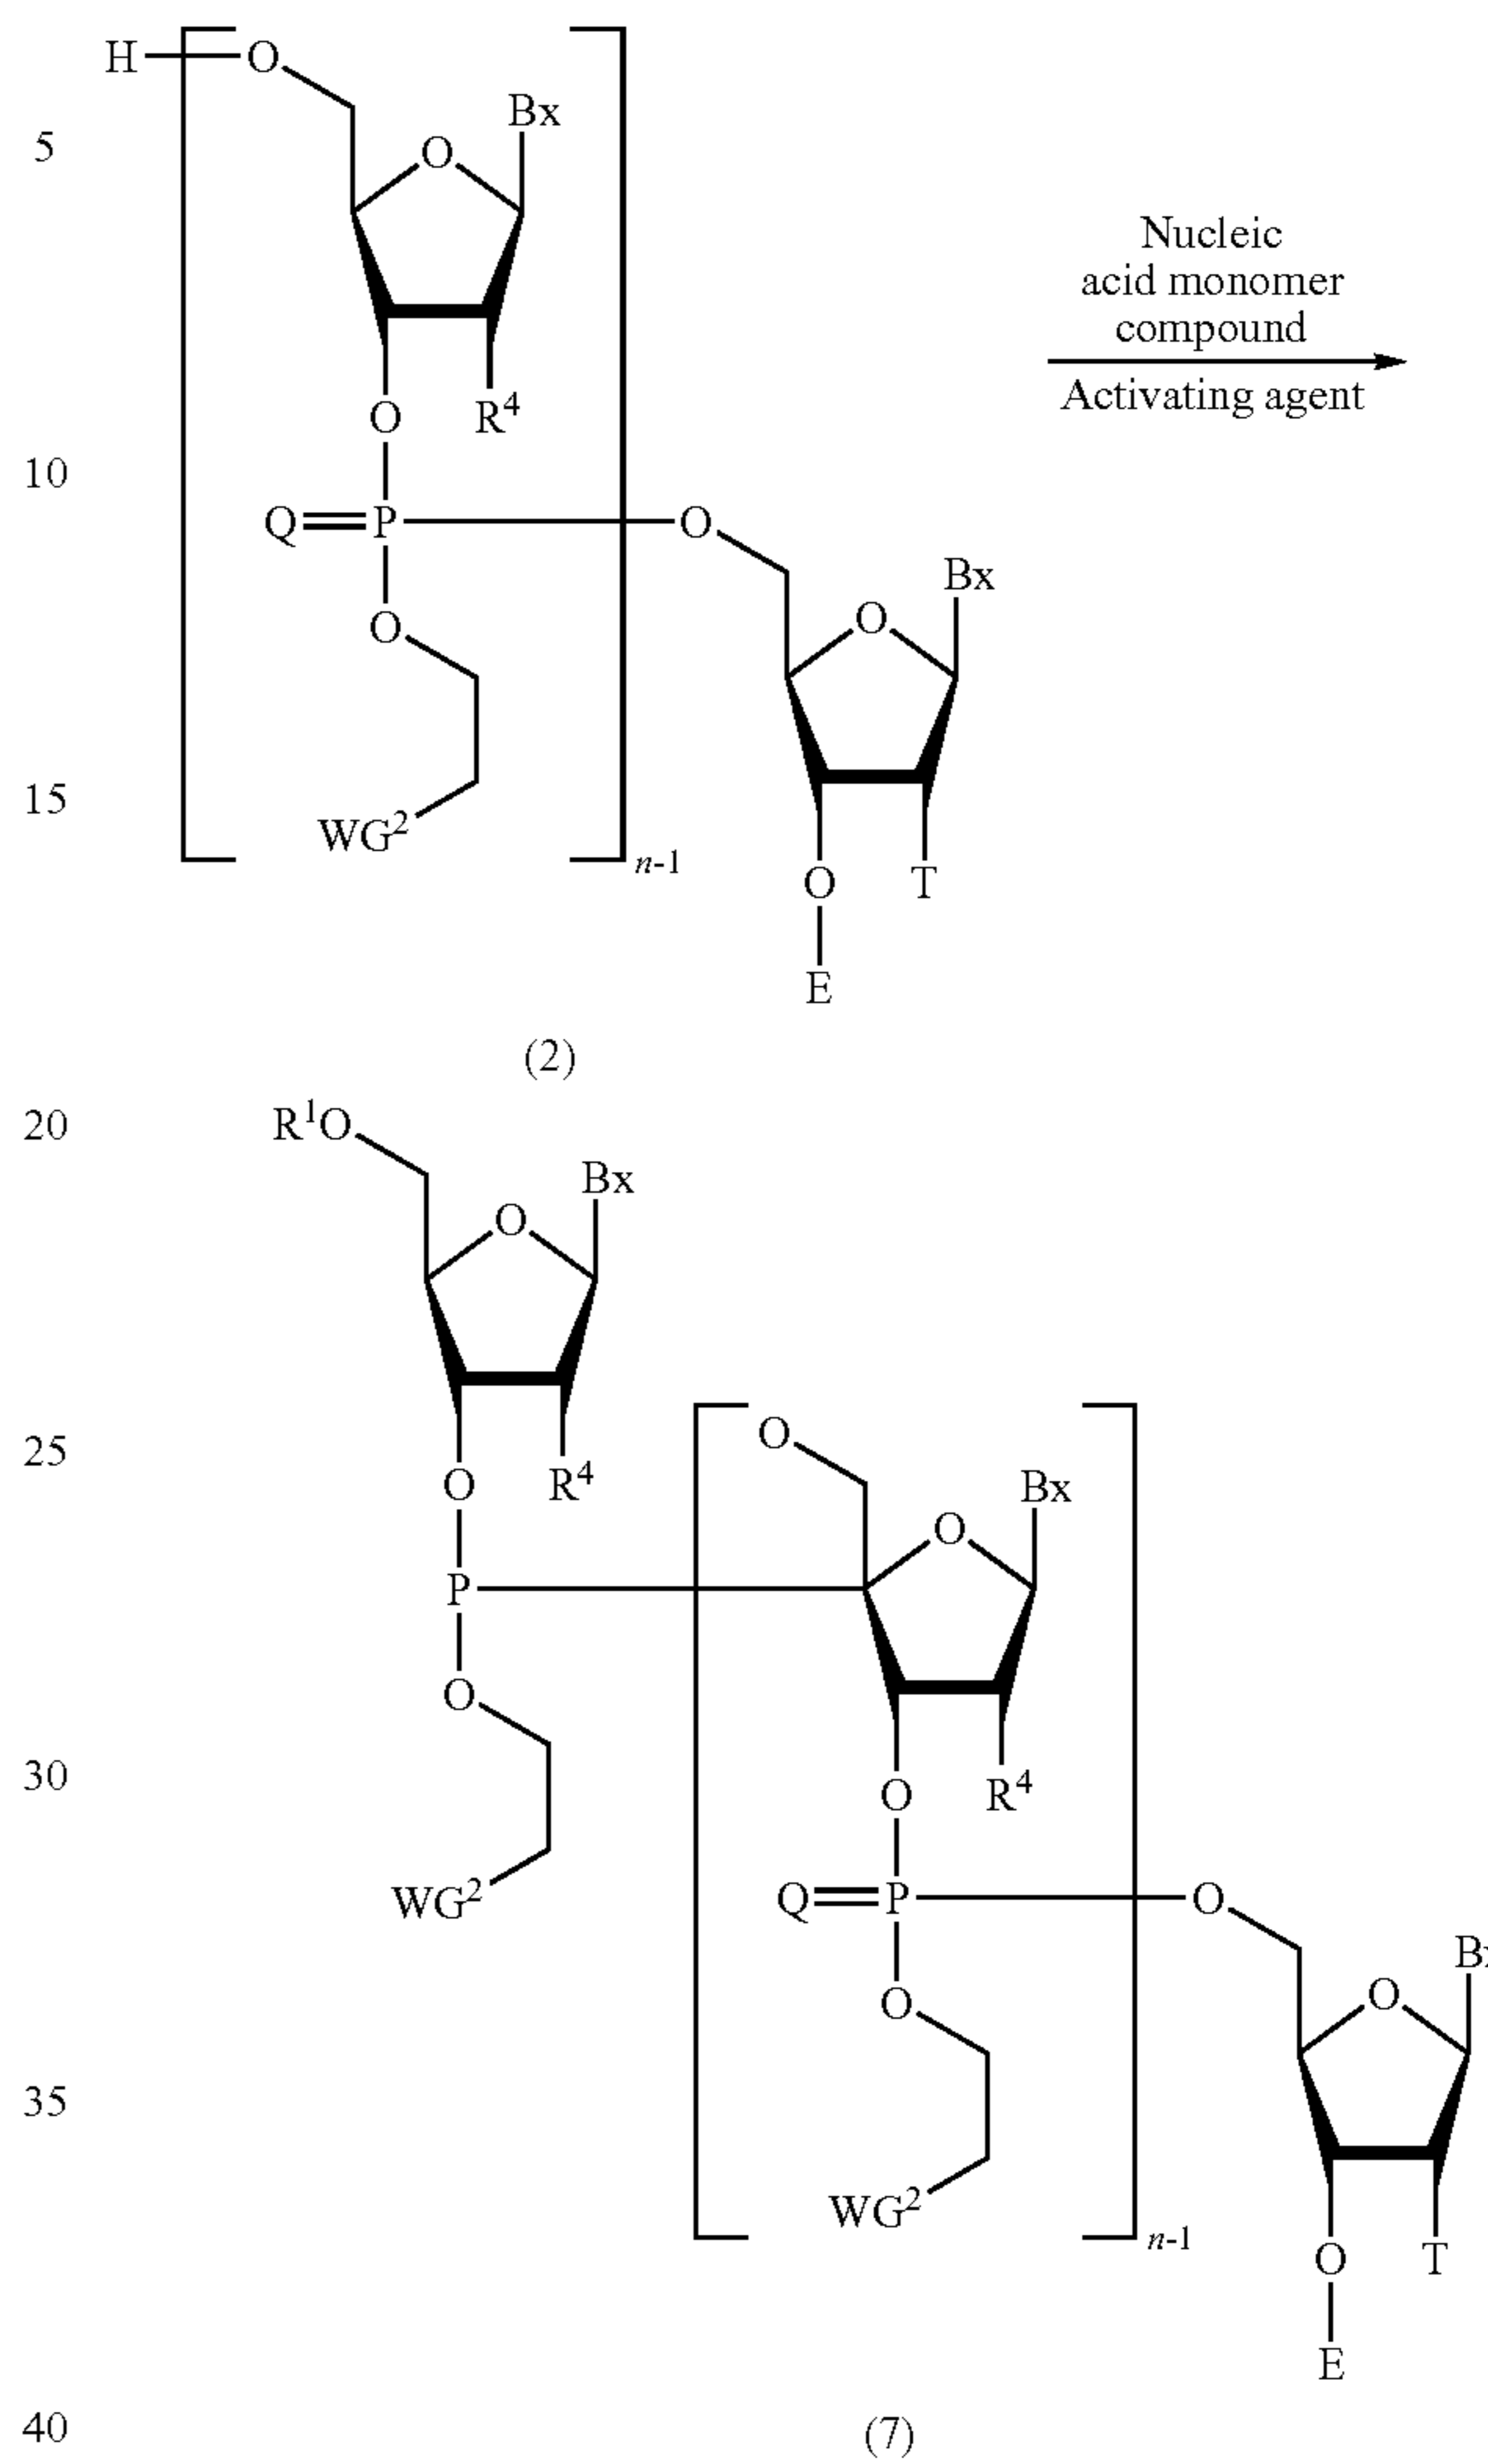 H O
Bx
5 O
Nucleic
acid monomer
compound
Activating agent
O R⁴
10
Q P O
Bx
O O
15
WG²
n-1
O T
E
(2)
20 R¹O
Bx
O
25 O
O R⁴ Bx
O
P
O
30 O R⁴
WG² Q P O
Bx
O O
35
WG²
n-1
O T
E
40 (7)